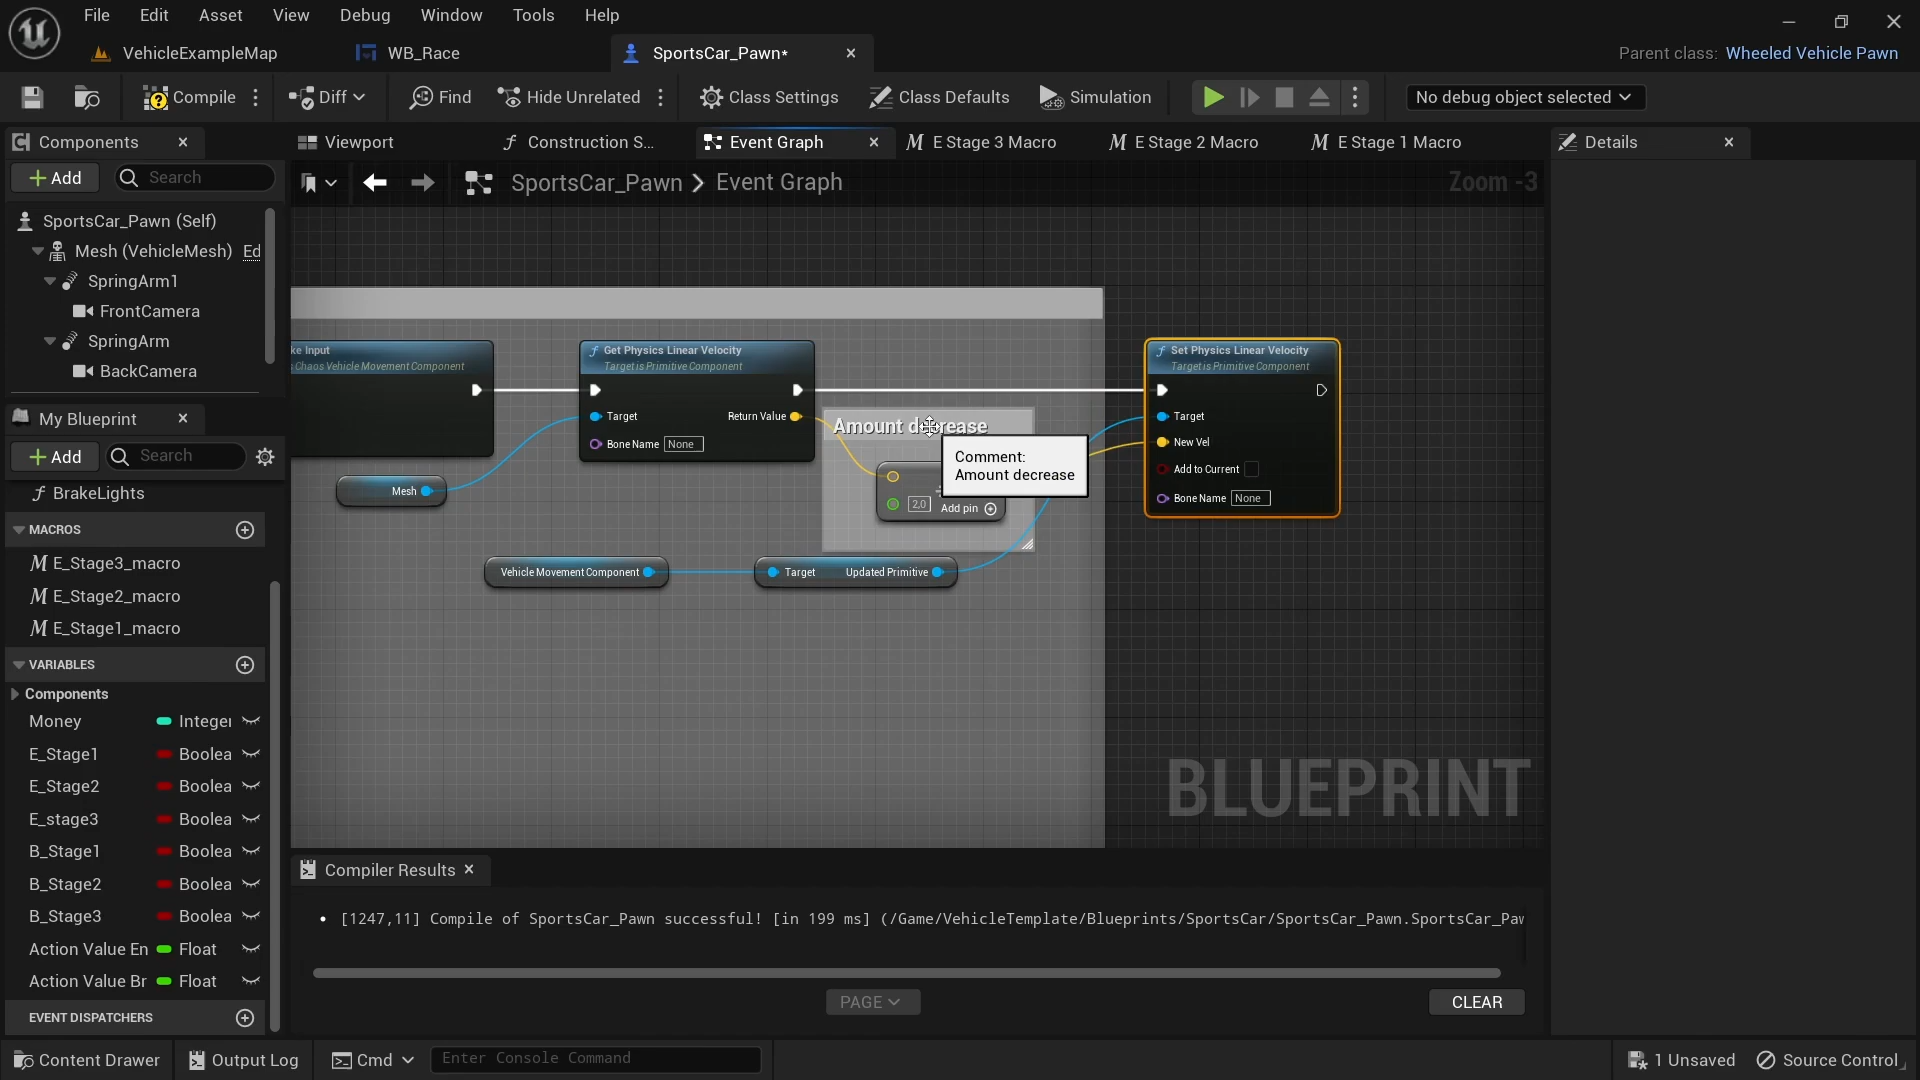 File Edit Asset View Debug Window Tools Help
VehicleExampleMap WB_Race SportsCar_Pawn* Parent class: Wheeled Vehicle Pawn
Compile Diff Find Hide Unrelated Class Settings Class Defaults Simulation No debug object selected
Components Viewport Construction S... Event Graph E Stage 3 Macro E Stage 2 Macro E Stage 1 Macro Details
Add Search SportsCar_Pawn Event Graph Zoom -3
SportsCar_Pawn (Self)
Mesh (VehicleMesh) Ed
SpringArm1
FrontCamera
SpringArm
BackCamera
My Blueprint
Add Search
BrakeLights
MACROS
E_Stage3_macro
E_Stage2_macro
E_Stage1_macro
VARIABLES
Components
Money Integer
E_Stage1 Boolea
E_Stage2 Boolea
E_stage3 Boolea
B_Stage1 Boolea
B_Stage2 Boolea
B_Stage3 Boolea
Action Value En Float
Action Value Br Float
EVENT DISPATCHERS
ke Input
s Chaos Vehicle Movement Component
Mesh
Get Physics Linear Velocity
Target is Primitive Component
Target Return Value
Bone Name None
Amount decrease
Comment:
Amount decrease
2,0 Add pin
Vehicle Movement Component
Target Updated Primitive
Set Physics Linear Velocity
Target is Primitive Component
Target
New Vel
Add to Current
Bone Name None
BLUEPRINT
Compiler Results
[1247,11] Compile of SportsCar_Pawn successful! [in 199 ms] (/Game/VehicleTemplate/Blueprints/SportsCar/SportsCar_Pawn.SportsCar_Paw
PAGE CLEAR
Content Drawer Output Log Cmd Enter Console Command 1 Unsaved Source Control